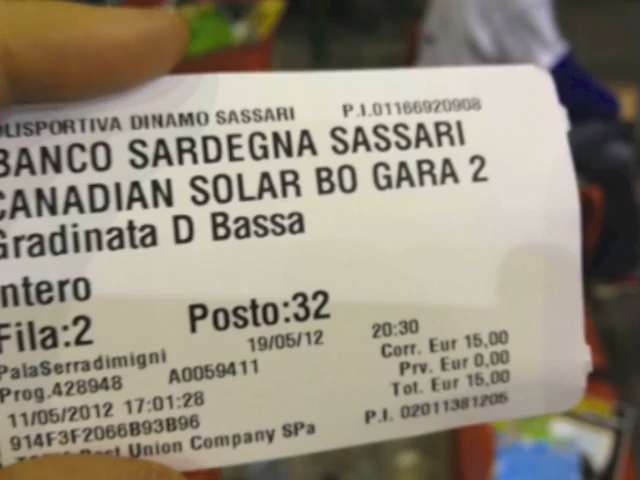 OLISPORTIVA DINAMO SASSARI P.I.01166920908
BANCO SARDEGNA SASSARI
CANADIAN SOLAR BO GARA 2
Gradinata D Bassa
ntero
Fila:2 Posto:32
PalaSerradimigni 19/05/12 20:30
Prog.428948 A0059411 Corr. Eur 15,00
Prv. Eur 0,00
11/05/2012 17:01:28 Tot. Eur 15,00
914F3F2066B93B96 P.I. 02011381205
Union Company SPa